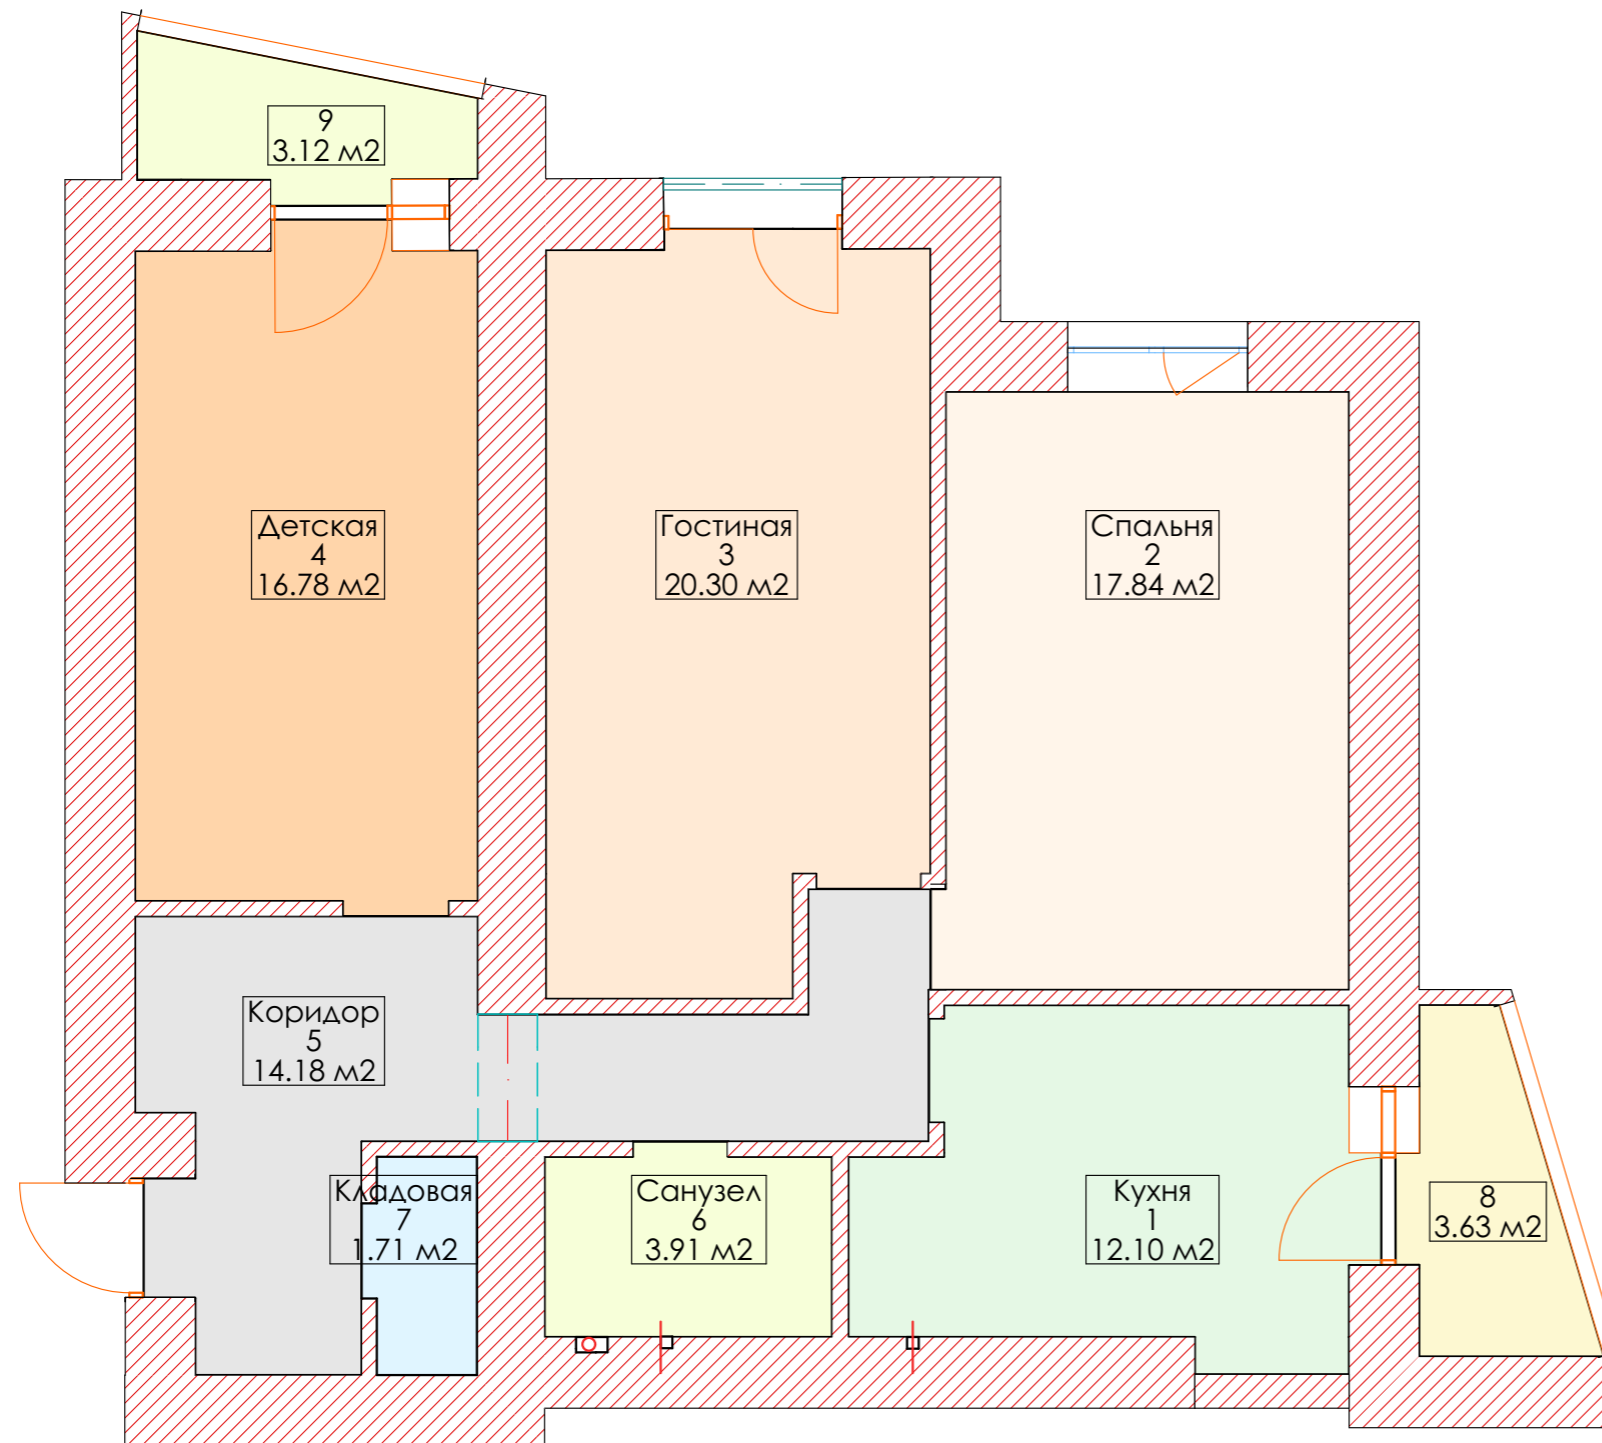 9
3.12 м2
Детская
4
16.78 м2
Гостиная
3
20.30 м2
Спальня
2
17.84 м2
Коридор
5
14.18 м2
Кладовая
7
1.71 м2
Санузел
6
3.91 м2
Кухня
1
12.10 м2
8
3.63 м2